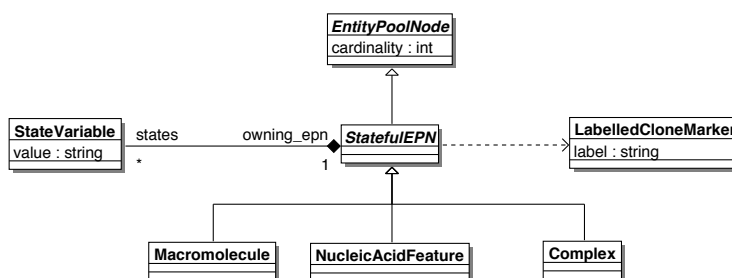 EntityPoolNode
cardinality : int
StateVariable
value : string
states
*
owning_epn
1
StatefulEPN
LabelledCloneMarker
label : string
Macromolecule
NucleicAcidFeature
Complex